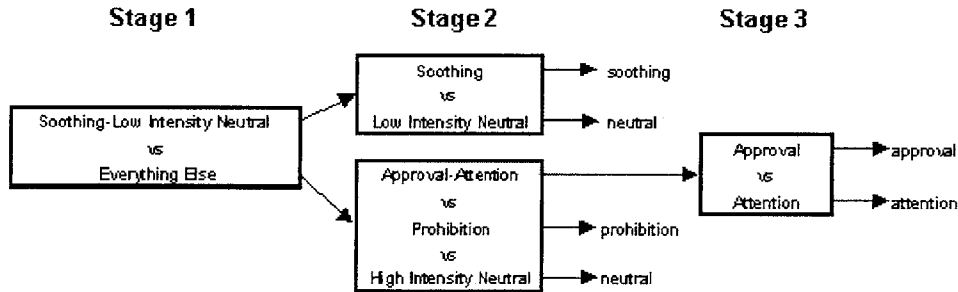 Stage 1
Stage 2
Stage 3
Soothing-Low Intensity Neutral
vs
Everything Else
Soothing
vs
Low Intensity Neutral
soothing
neutral
Approval-Attention
vs
Prohibition
vs
High Intensity Neutral
prohibition
neutral
Approval
vs
Attention
approval
attention